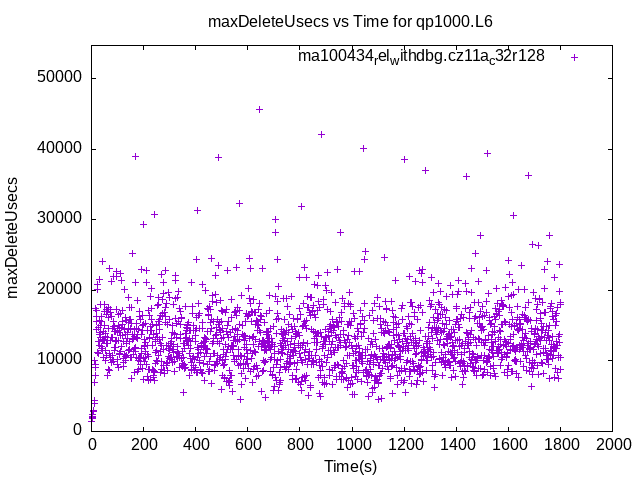 maxDeleteUsecs vs Time for qp1000.L6
ma100434_rel_withdbg.cz11a_c32r128
maxDeleteUsecs
50000
40000
30000
20000
10000
0
0 200 400 600 800 1000 1200 1400 1600 1800 2000
Time(s)